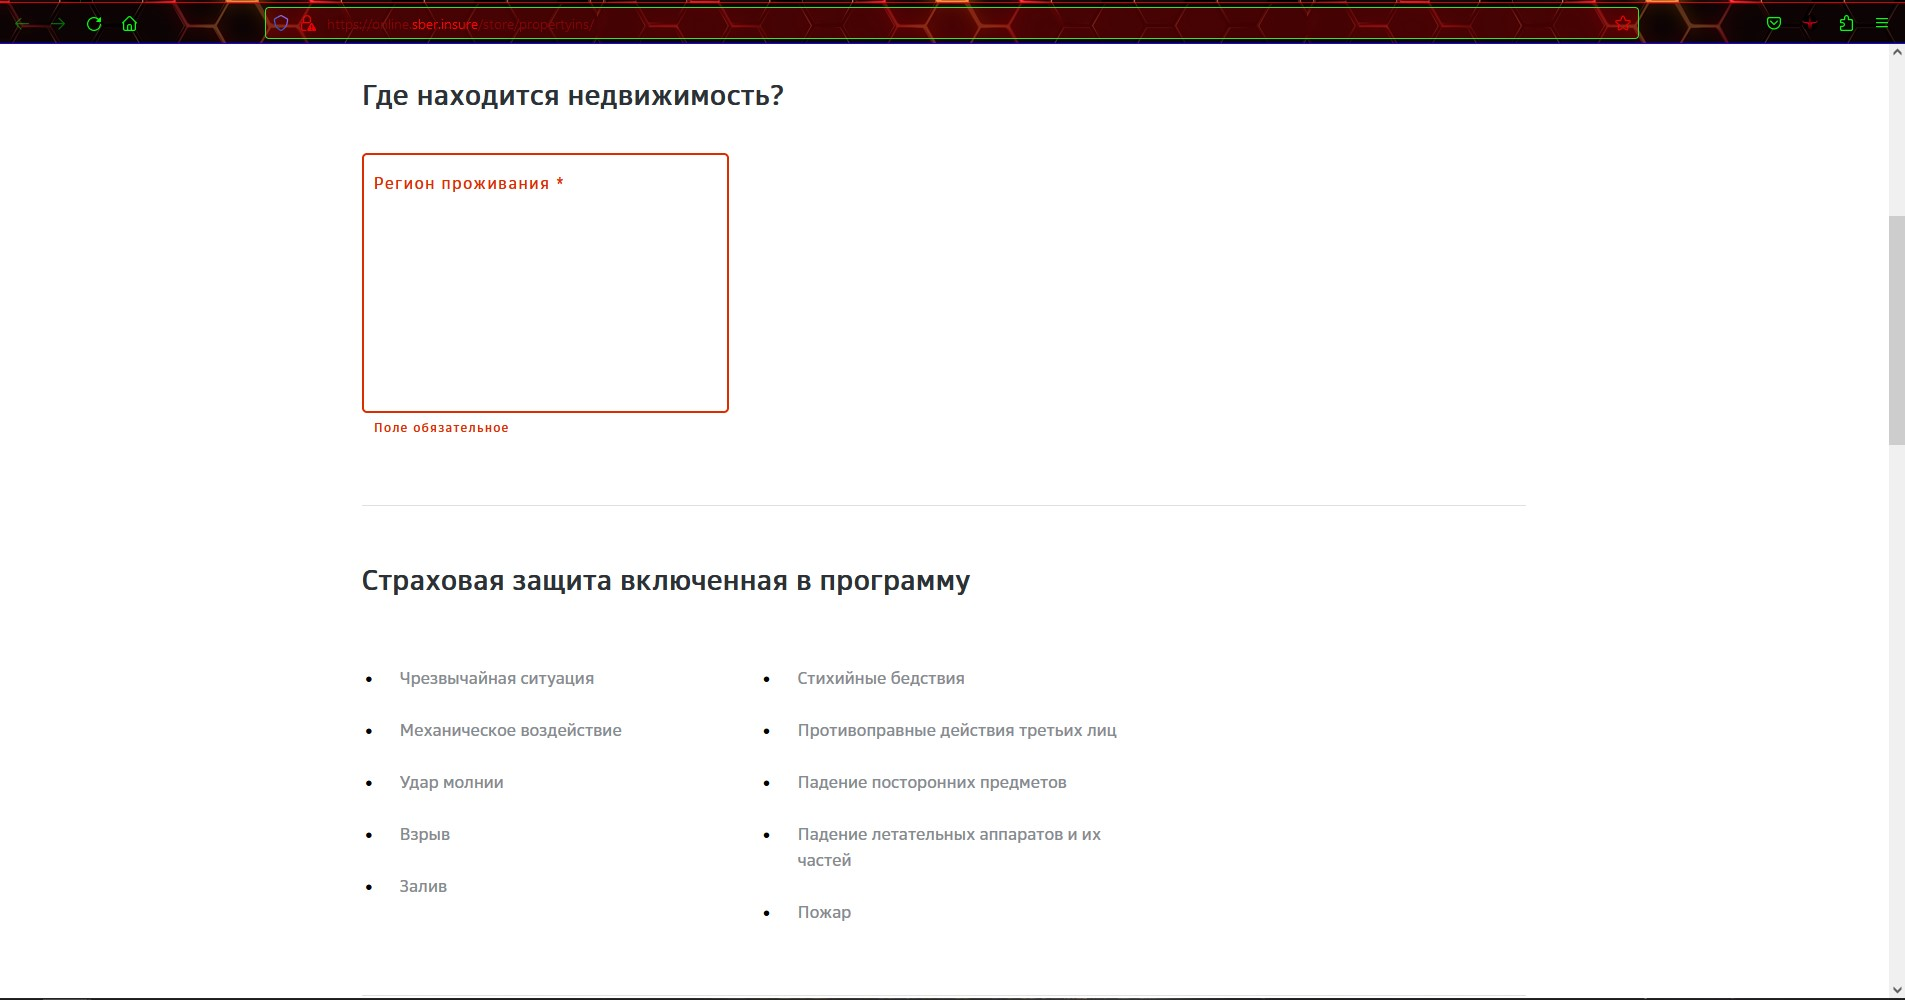 https://online.sber.insure/store/propertyins/
Где находится недвижимость?
Регион проживания *
Поле обязательное
Страховая защита включенная в программу
Чрезвычайная ситуация
Механическое воздействие
Удар молнии
Взрыв
Залив
Стихийные бедствия
Противоправные действия третьих лиц
Падение посторонних предметов
Падение летательных аппаратов и их
частей
Пожар